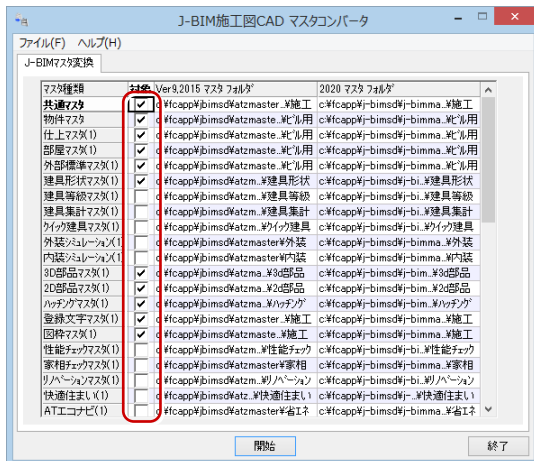 J-BIM施工図CAD マスタコンバータ
ファイル(F) ヘルプ(H)
J-BIMマスタ変換
マスタ種類 対象 Ver9,2015 マスタ フォルダ 2020 マスタ フォルダ
共通マスタ ¥fcapp¥jbimsd¥atzmaster...¥施工 c:¥fcapp¥j-bimsd¥j-bimma...¥施工
物件マスタ ¥fcapp¥jbimsd¥atzmaste...¥ビル用 c:¥fcapp¥j-bimsd¥j-bimma...¥ビル用
仕上マスタ(1) ¥fcapp¥jbimsd¥atzmaste...¥ビル用 c:¥fcapp¥j-bimsd¥j-bimma...¥ビル用
部屋マスタ(1) ¥fcapp¥jbimsd¥atzmaste...¥ビル用 c:¥fcapp¥j-bimsd¥j-bimma...¥ビル用
外部標準マスタ(1) ¥fcapp¥jbimsd¥atzmaste...¥ビル用 c:¥fcapp¥j-bimsd¥j-bimma...¥ビル用
建具形状マスタ(1) ¥fcapp¥jbimsd¥atzm...¥建具形状 c:¥fcapp¥j-bimsd¥j-bi...¥建具形状
建具等級マスタ(1) ¥fcapp¥jbimsd¥atzm...¥建具等級 c:¥fcapp¥j-bimsd¥j-bi...¥建具等級
建具集計マスタ(1) ¥fcapp¥jbimsd¥atzm...¥建具集計 c:¥fcapp¥j-bimsd¥j-bi...¥建具集計
クイック建具マスタ(1) ¥fcapp¥jbimsd¥atzm...¥クイック建具 c:¥fcapp¥j-bimsd¥j-bi...¥クイック建具
外装シミュレーション(1) ¥fcapp¥jbimsd¥atzmaster¥外装 c:¥fcapp¥j-bimsd¥j-bimma...¥外装
内装シミュレーション(1) ¥fcapp¥jbimsd¥atzmaster¥内装 c:¥fcapp¥j-bimsd¥j-bimma...¥内装
3D部品マスタ(1) ¥fcapp¥jbimsd¥atzma...¥3d部品 c:¥fcapp¥j-bimsd¥j-bim...¥3d部品
2D部品マスタ(1) ¥fcapp¥jbimsd¥atzma...¥2d部品 c:¥fcapp¥j-bimsd¥j-bim...¥2d部品
ハッチングマスタ(1) ¥fcapp¥jbimsd¥atzma...¥ハッチング c:¥fcapp¥j-bimsd¥j-bim...¥ハッチング
登録文字マスタ(1) ¥fcapp¥jbimsd¥atzmaster...¥施工 c:¥fcapp¥j-bimsd¥j-bimma...¥施工
図枠マスタ(1) ¥fcapp¥jbimsd¥atzmaste...¥施工 c:¥fcapp¥j-bimsd¥j-bimma...¥施工
性能チェックマスタ(1) ¥fcapp¥jbimsd¥atzm...¥性能チェック c:¥fcapp¥j-bimsd¥j-bi...¥性能チェック
家相チェックマスタ(1) ¥fcapp¥jbimsd¥atzmaster¥家相 c:¥fcapp¥j-bimsd¥j-bimma...¥家相
リノベーションマスタ(1) ¥fcapp¥jbimsd¥atzm...¥リノベーション c:¥fcapp¥j-bimsd¥j-bi...¥リノベーション
快適住まい(1) ¥fcapp¥jbimsd¥atz...¥快適住まい c:¥fcapp¥j-bimsd¥j-...¥快適住まい
ATエコナビ(1) ¥fcapp¥jbimsd¥atzmaster¥省エネ c:¥fcapp¥j-bimsd¥j-bimma...¥省エネ
開始 終了